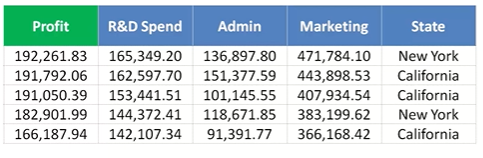 Profit R&D Spend Admin Marketing State
192,261.83 165,349.20 136,897.80 471,784.10 New York
191,792.06 162,597.70 151,377.59 443,898.53 California
191,050.39 153,441.51 101,145.55 407,934.54 California
182,901.99 144,372.41 118,671.85 383,199.62 New York
166,187.94 142,107.34 91,391.77 366,168.42 California